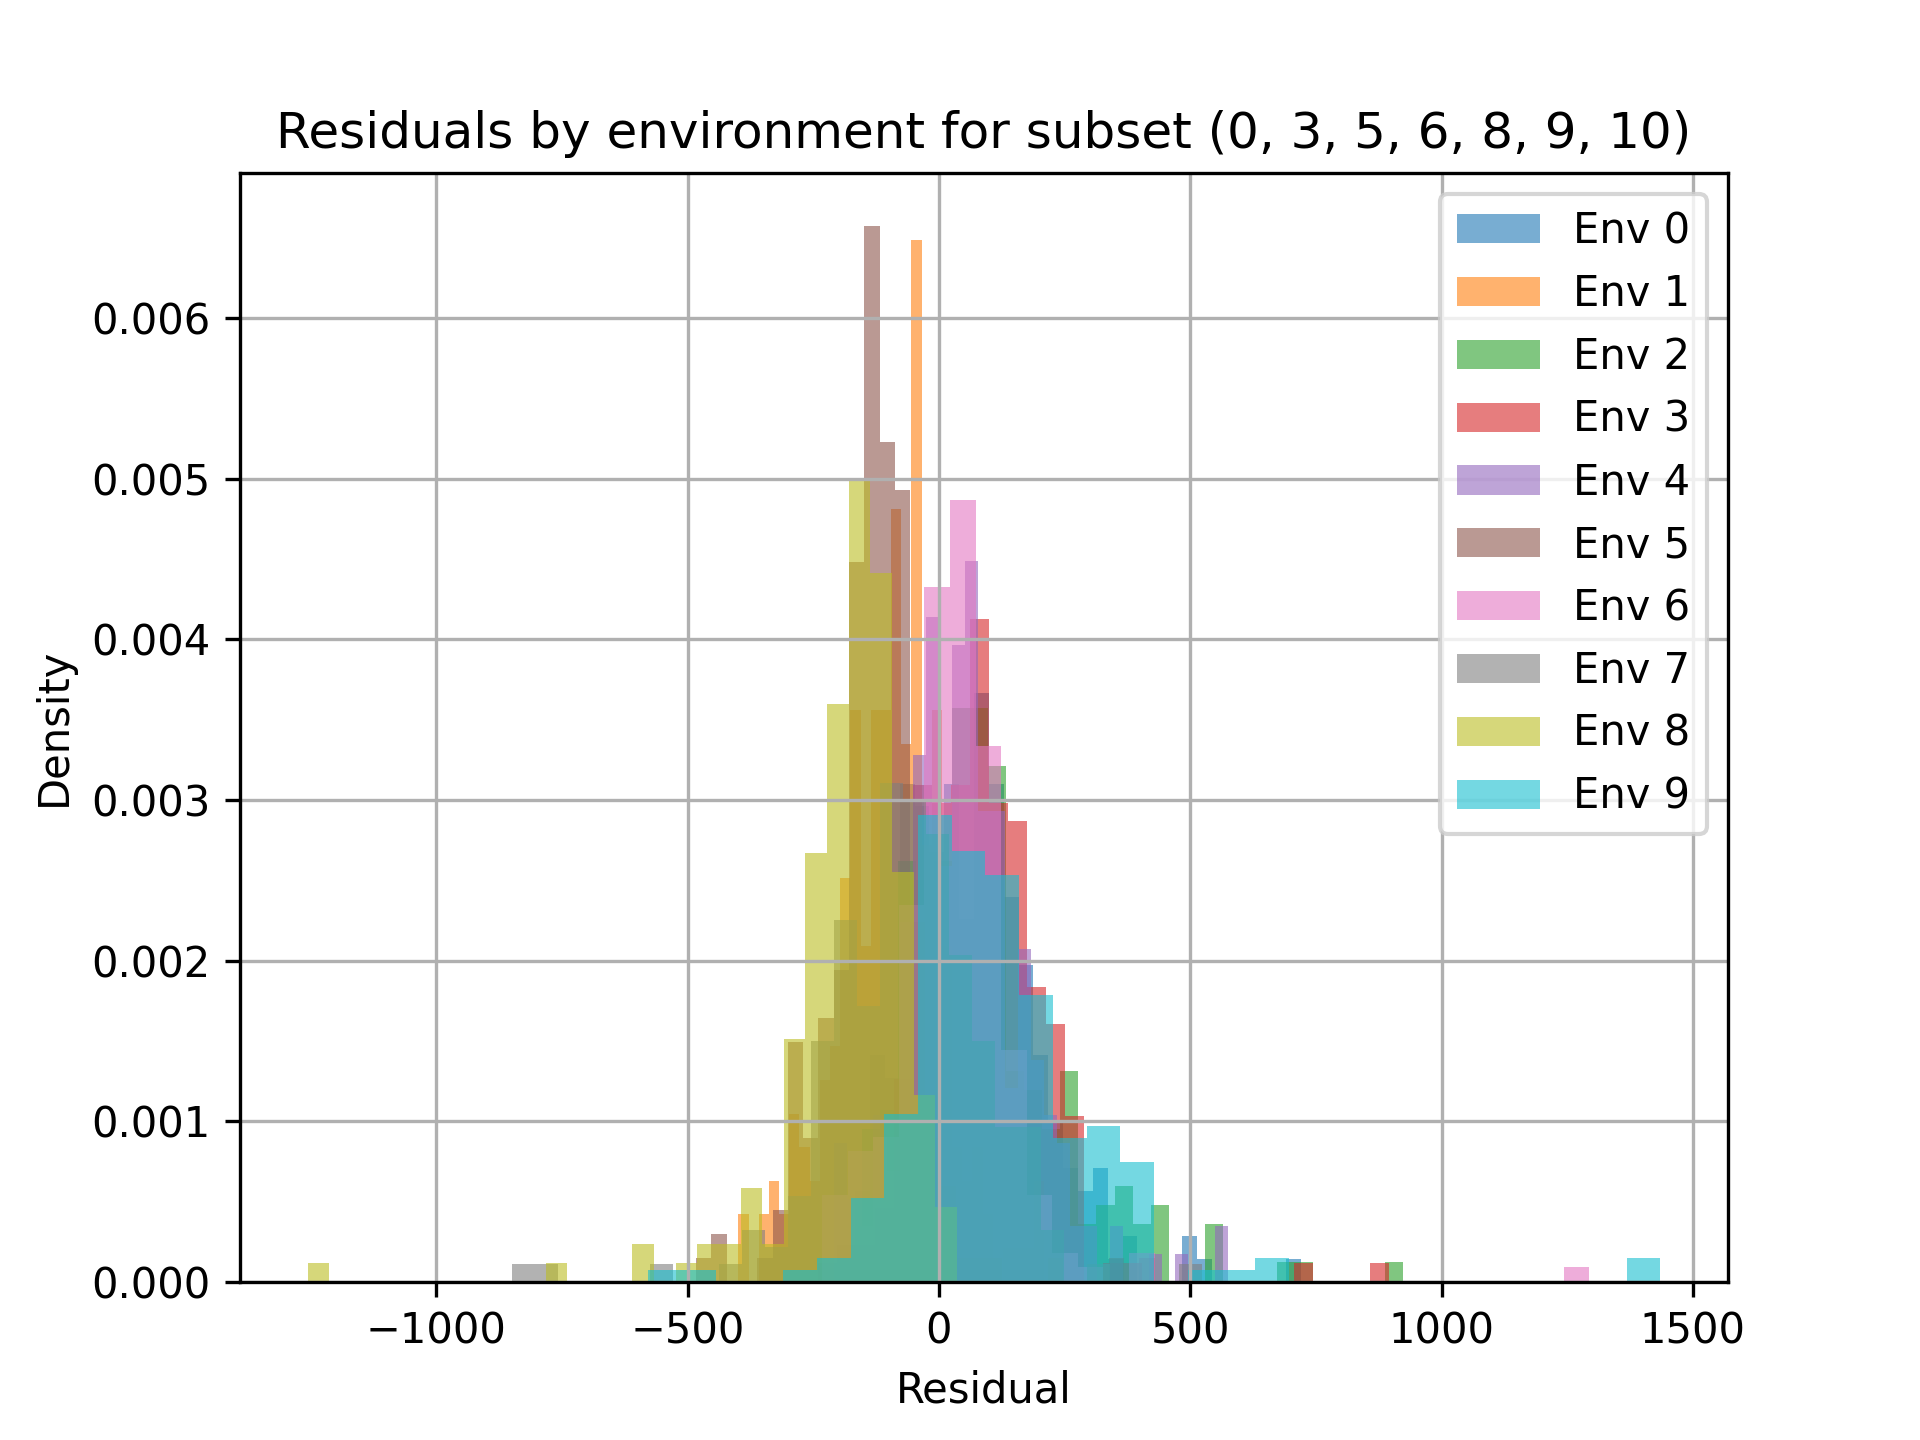 Residuals by environment for subset (0, 3, 5, 6, 8, 9, 10)
Env 0
Env 1
Env 2
Env 3
Env 4
Env 5
Env 6
Env 7
Env 8
Env 9
Density
0.006
0.005
0.004
0.003
0.002
0.001
0.000
−1000 −500 0 500 1000 1500
Residual